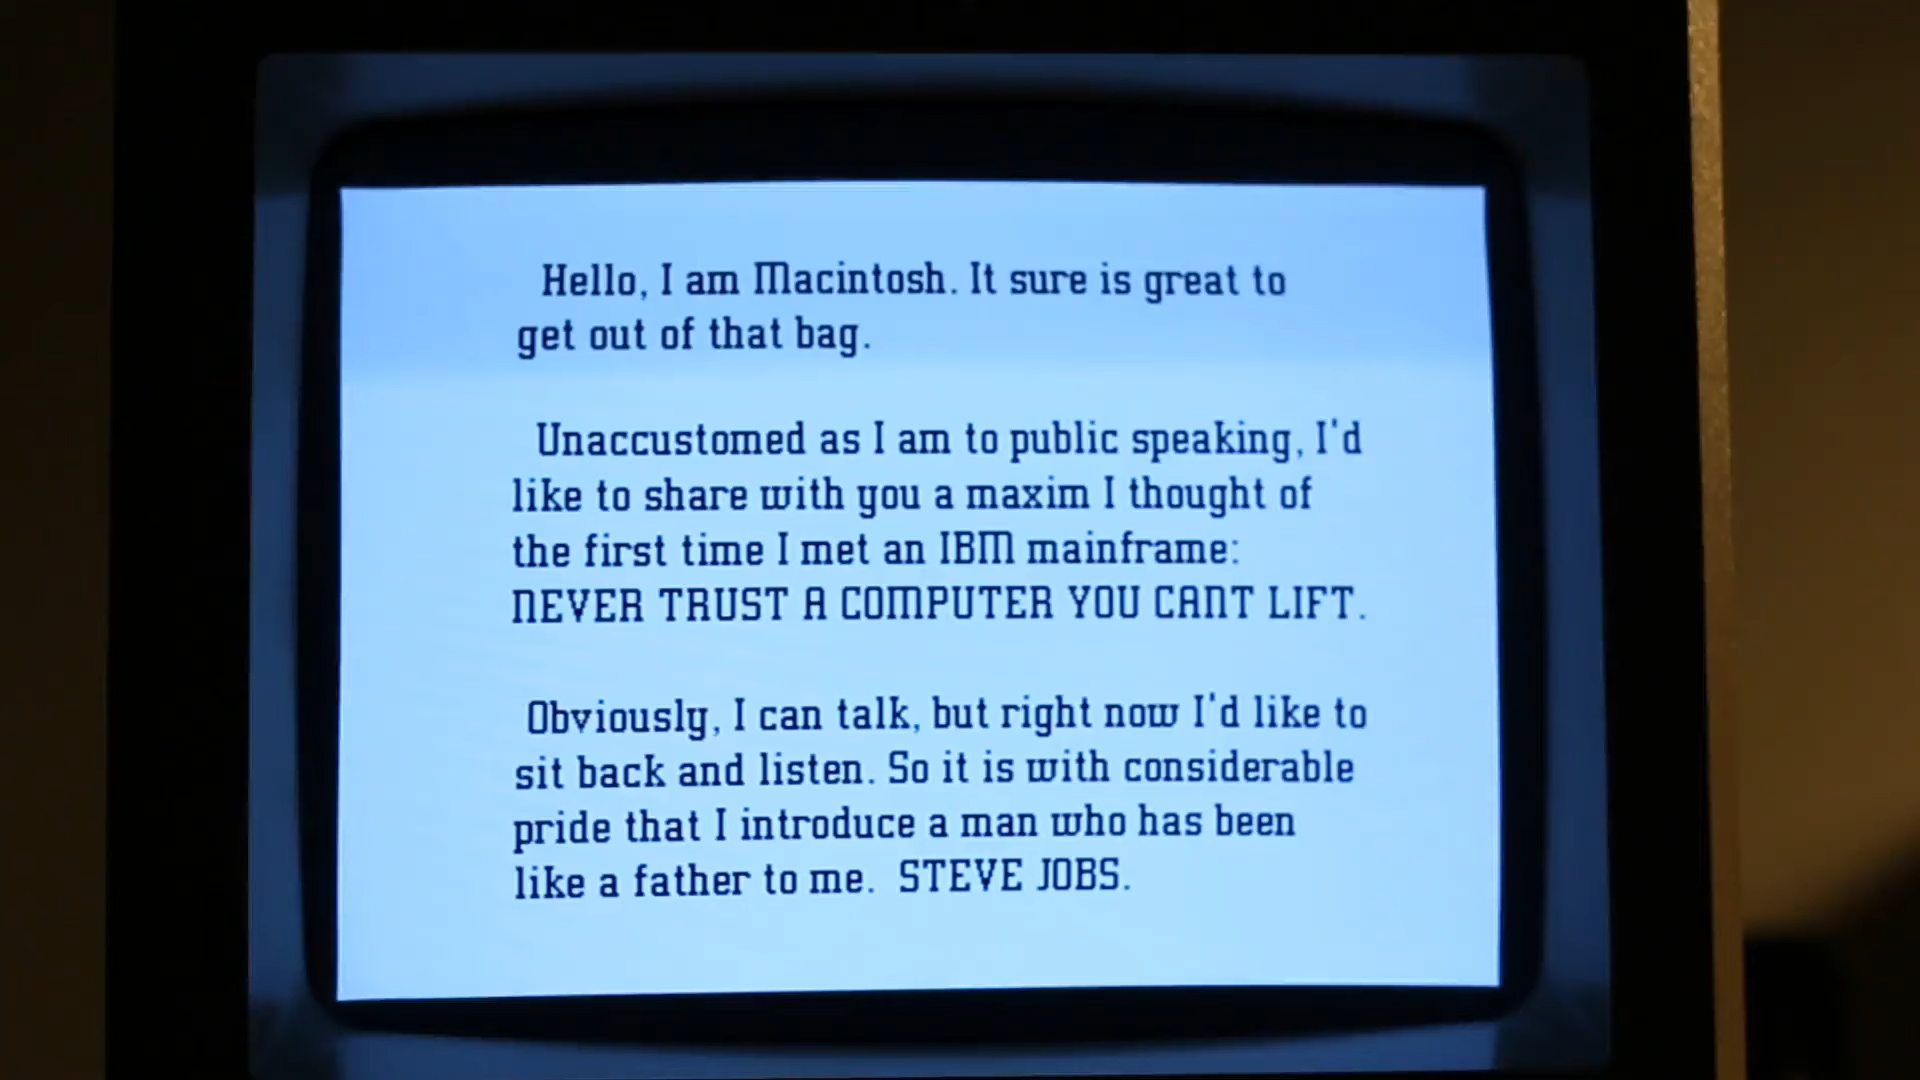 Hello, I am Macintosh. It sure is great to
get out of that bag.
Unaccustomed as I am to public speaking, I'd
like to share with you a maxim I thought of
the first time I met an IBM mainframe:
NEVER TRUST A COMPUTER YOU CANT LIFT.
Obviously, I can talk, but right now I'd like to
sit back and listen. So it is with considerable
pride that I introduce a man who has been
like a father to me.  STEVE JOBS.